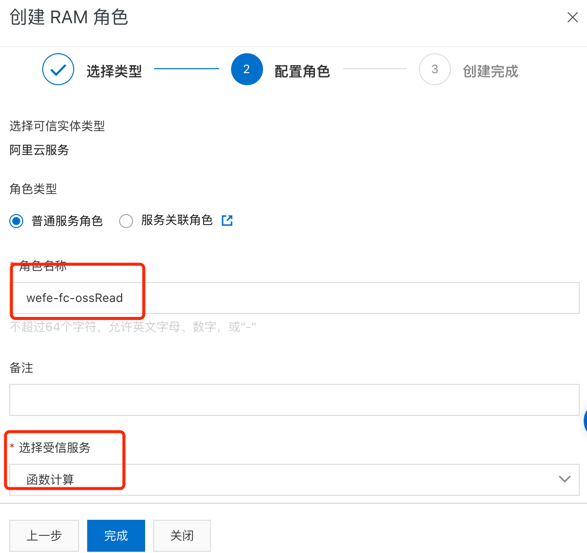 创建 RAM 角色
选择类型
2 配置角色
3 创建完成
选择可信实体类型
阿里云服务
角色类型
普通服务角色 服务关联角色
* 角色名称
wefe-fc-ossRead
不超过64个字符，允许英文字母、数字，或"-"
备注
* 选择受信服务
函数计算
上一步 完成 关闭